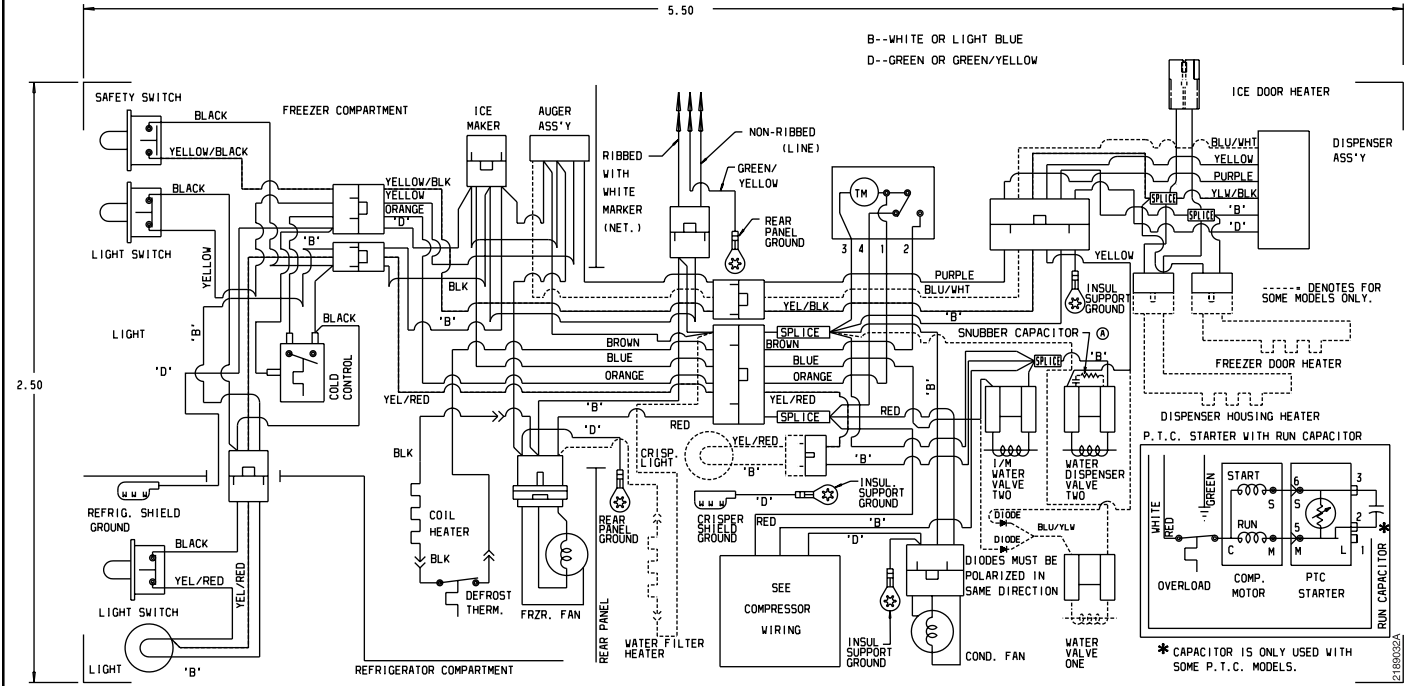 5.50
B--WHITE OR LIGHT BLUE
D--GREEN OR GREEN/YELLOW
2.50
SAFETY SWITCH
BLACK
YELLOW/BLACK
FREEZER COMPARTMENT
ICE
MAKER
AUGER
ASS'Y
RIBBED
WITH
WHITE
MARKER
(NET.)
NON-RIBBED
(LINE)
GREEN/
YELLOW
REAR
PANEL
GROUND
TM
3 4 1 2
ICE DOOR HEATER
DISPENSER
ASS'Y
BLU/WHT
YELLOW
PURPLE
YLW/BLK
'B'
'D'
SPLICE
SPLICE
YELLOW
BLACK
LIGHT SWITCH
YELLOW
YELLOW/BLK
YELLOW
ORANGE
'D'
'B'
BLK
'B'
PURPLE
BLU/WHT
YEL/BLK
'B'
INSUL
SUPPORT
GROUND
---- DENOTES FOR
SOME MODELS ONLY.
LIGHT
'B'
'D'
BLACK
COLD
CONTROL
BROWN
BLUE
ORANGE
YEL/RED
SPLICE
BROWN
BLUE
ORANGE
YEL/RED
SPLICE
RED
SNUBBER CAPACITOR A
SPLICE
'B'
'B'
FREEZER DOOR HEATER
DISPENSER HOUSING HEATER
'B'
RED
'D'
BLK
COIL
HEATER
BLK
DEFROST
THERM.
FRZR. FAN
REAR
PANEL
GROUND
REAR PANEL
WATER FILTER
HEATER
CRISP.
LIGHT
YEL/RED
'B'
'B'
CRISPER
SHIELD
GROUND
'D'
INSUL.
SUPPORT
GROUND
RED
'B'
'D'
SEE
COMPRESSOR
WIRING
INSUL
SUPPORT
GROUND
COND. FAN
I/M
WATER
VALVE
TWO
WATER
DISPENSER
VALVE
TWO
DIODE
DIODE
BLU/YLW
DIODES MUST BE
POLARIZED IN
SAME DIRECTION
WATER
VALVE
ONE
REFRIG. SHIELD
GROUND
BLACK
YEL/RED
LIGHT SWITCH
YEL/RED
LIGHT
'B'
REFRIGERATOR COMPARTMENT
P.T.C. STARTER WITH RUN CAPACITOR
WHITE
RED
GREEN
START
S
6
S
3
RUN
C
M
5
M
L
2
1
OVERLOAD
COMP.
MOTOR
PTC
STARTER
RUN CAPACITOR *
* CAPACITOR IS ONLY USED WITH
SOME P.T.C. MODELS.
2189032A